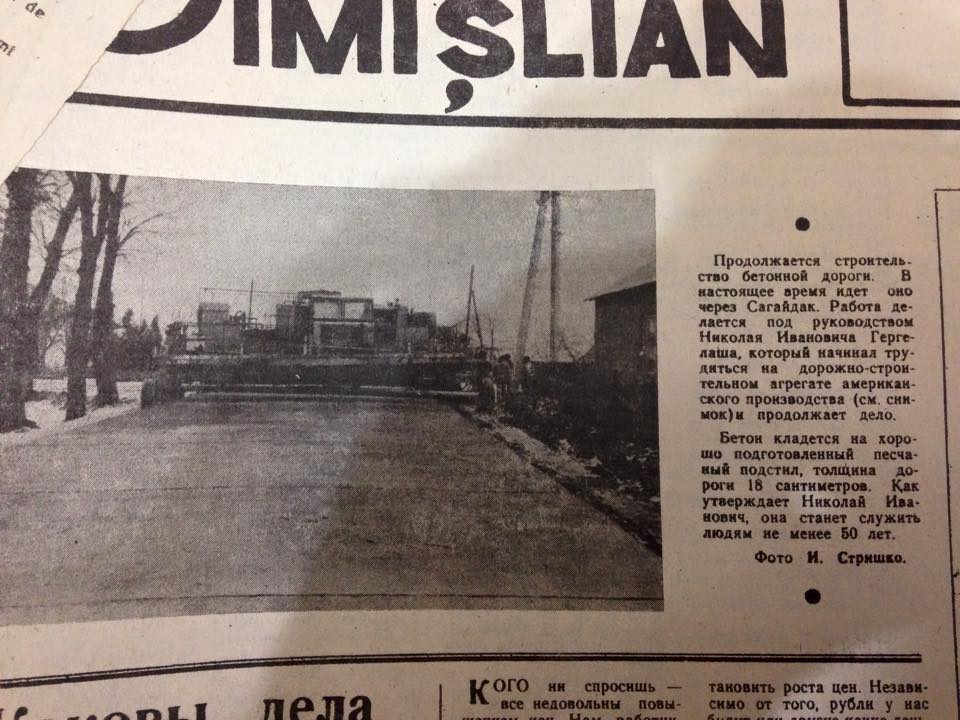 de
IMIȘLIAN
Продолжается строитель-
ство бетонной дороги. В
настоящее время идет оно
через Сагайдак. Работа де-
лается под руководством
Николая Ивановича Герге-
лаша, который начинал тру-
диться на дорожно-строи-
тельном агрегате американ-
ского производства (см. сни-
мок)и продолжает дело.
Бетон кладется на хоро-
шо подготовленный песча-
ный подстил, толщина до-
роги 18 сантиметров. Как
утверждает Николай Ива-
нович, она станет служить
людям не менее 50 лет.
Фото И. Стришко.
дела
КОГО ни спросишь —
все недовольны повы-
тановить роста цен. Незави-
симо от того, рубли у нас